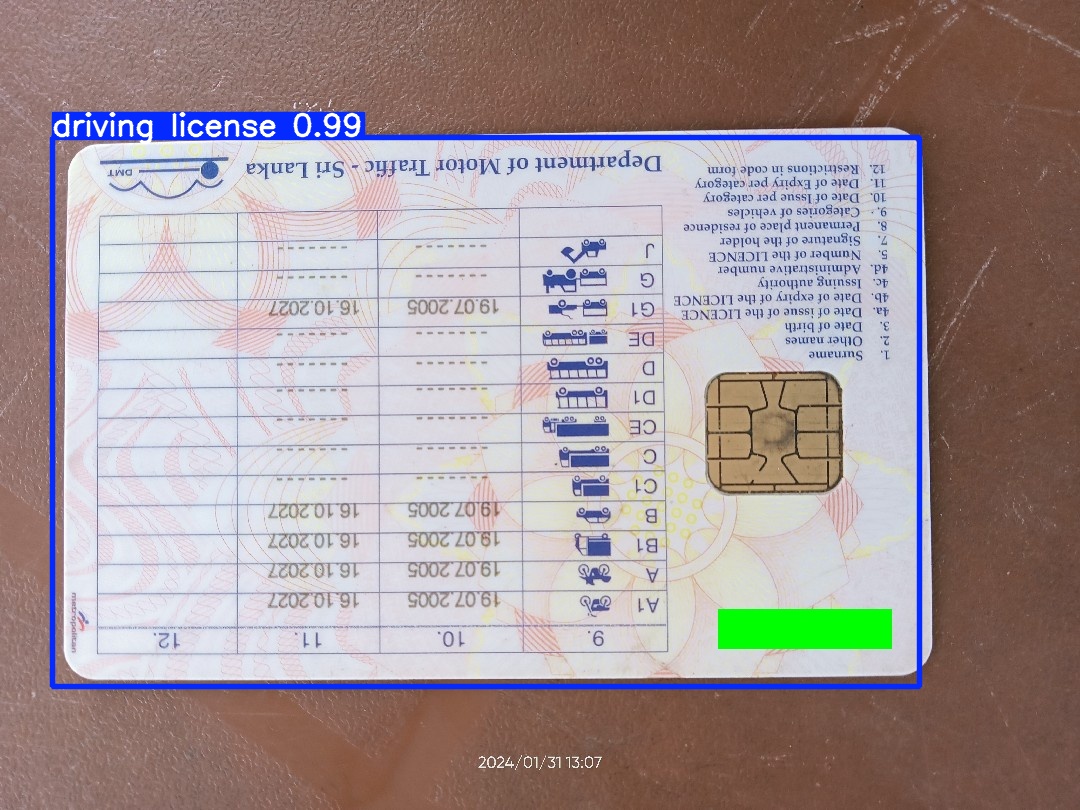 driving license 0.99
Department of Motor Traffic - Sri Lanka
DMT
1. Surname
2. Other names
3. Date of birth
4a. Date of issue of the LICENCE
4b. Date of expiry of the LICENCE
4c. Issuing authority
4d. Administrative number
5. Number of the LICENCE
7. Signature of the holder
8. Permanent place of residence
9. Categories of vehicles
10. Date of Issue per category
11. Date of Expiry per category
12. Restrictions in code form
9. 10. 11. 12.
A1 19.07.2005 16.10.2027
A 19.07.2005 16.10.2027
B1 19.07.2005 16.10.2027
B 19.07.2005 16.10.2027
C1 ------- -------
C ------- -------
CE ------- -------
D1 ------- -------
D ------- -------
DE ------- -------
G1 19.07.2005 16.10.2027
G ------- -------
J ------- -------
metropolitan
2024/01/31 13:07